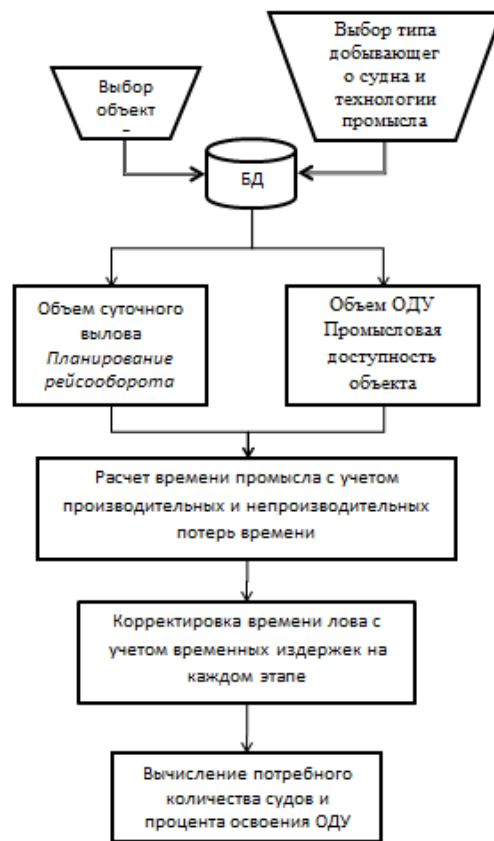 Выбор
объект
–
Выбор типа
добывающег
о судна и
технологии
промысла
БД
Объем суточного
вылова
Планирование
рейсооборота
Объем ОДУ
Промысловая
доступность
объекта
Расчет времени промысла с учетом
производительных и непроизводительных
потерь времени
Корректировка времени лова с
учетом временных издержек на
каждом этапе
Вычисление потребного
количества судов и
процента освоения ОДУ